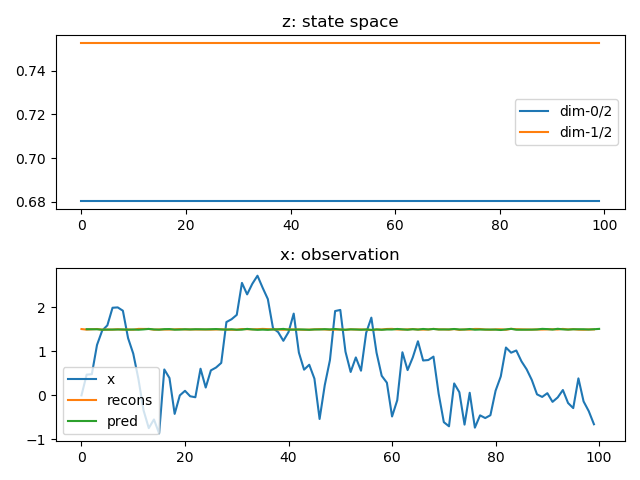 z: state space
0.74
0.72
0.70
0.68
dim-0/2
dim-1/2
0 20 40 60 80 100
x: observation
2
1
0
−1
x
recons
pred
0 20 40 60 80 100